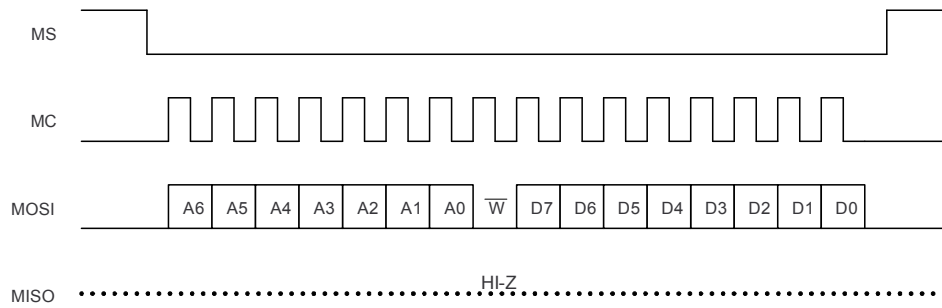 MS
MC
MOSI A6 A5 A4 A3 A2 A1 A0 W̅ D7 D6 D5 D4 D3 D2 D1 D0
HI-Z
MISO